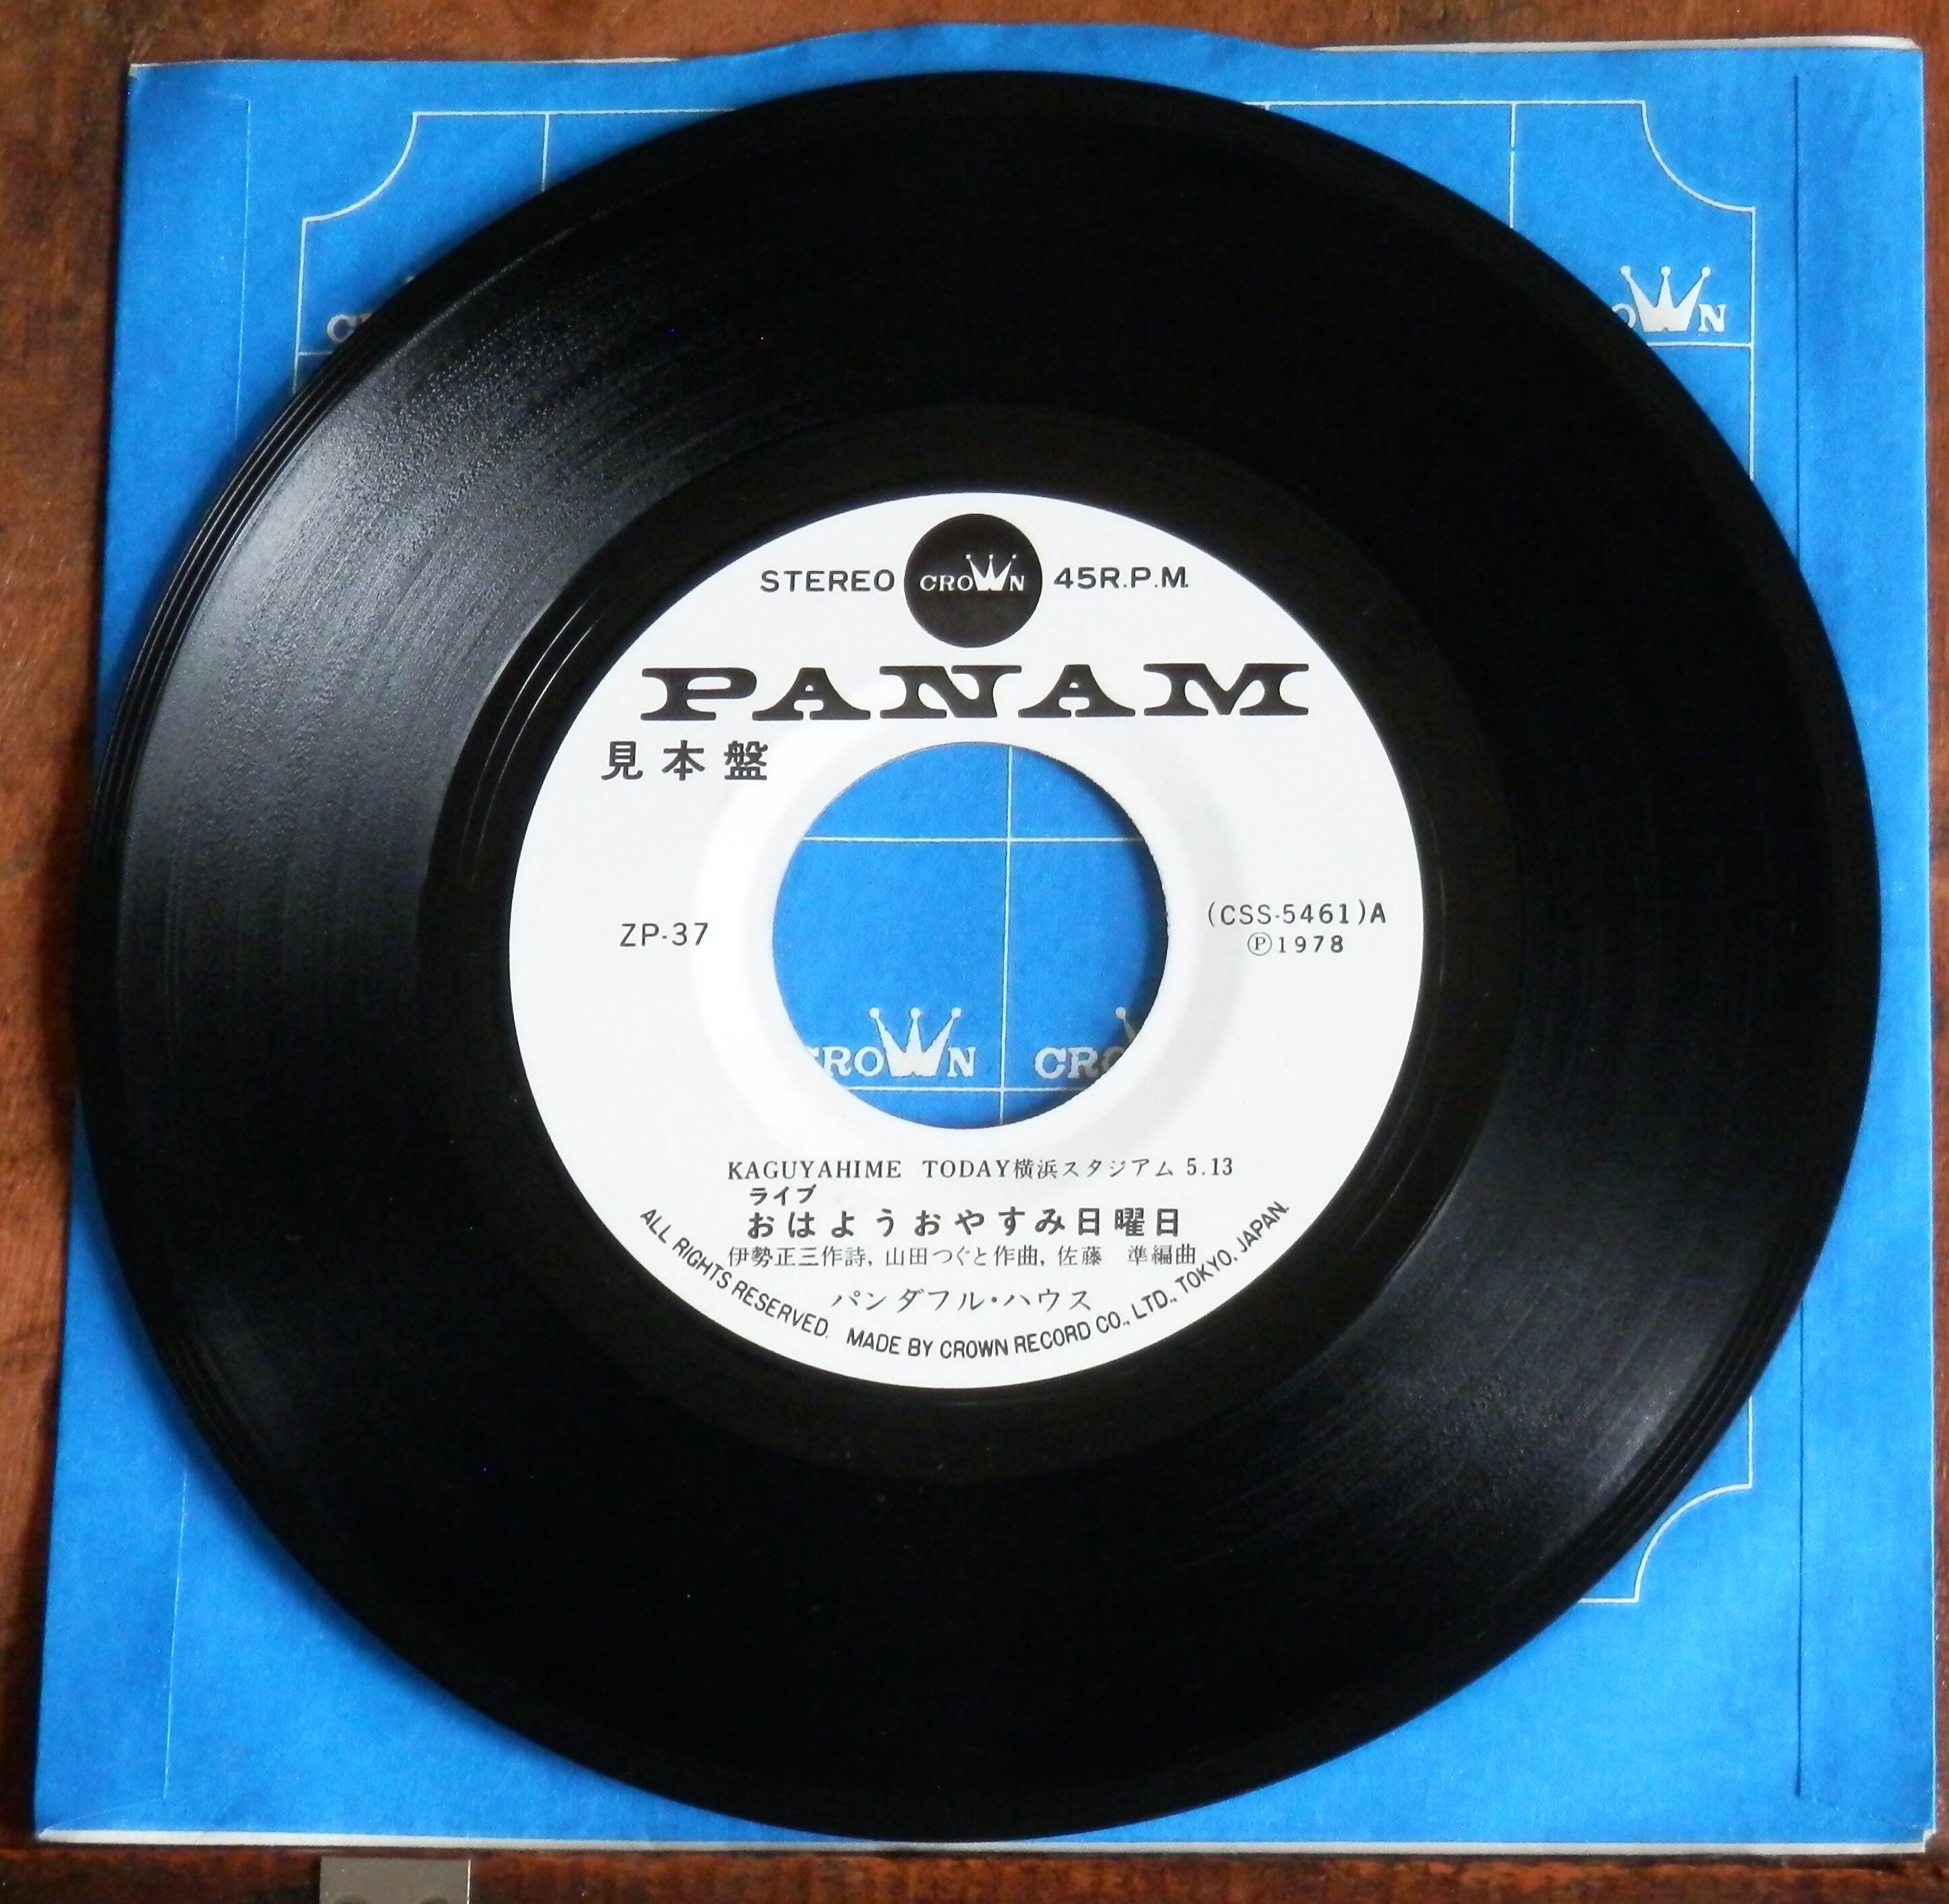 CROWN
STEREO CROWN 45R.P.M.
PANAM
見本盤
ZP-37
(CSS-5461)A
Ⓟ1978
CROWN
KAGUYAHIME TODAY横浜スタジアム 5.13
ライブ
おはようおやすみ日曜日
伊勢正三作詩, 山田つぐと作曲, 佐藤 準編曲
パンダフル・ハウス
ALL RIGHTS RESERVED. MADE BY CROWN RECORD CO., LTD., TOKYO, JAPAN.